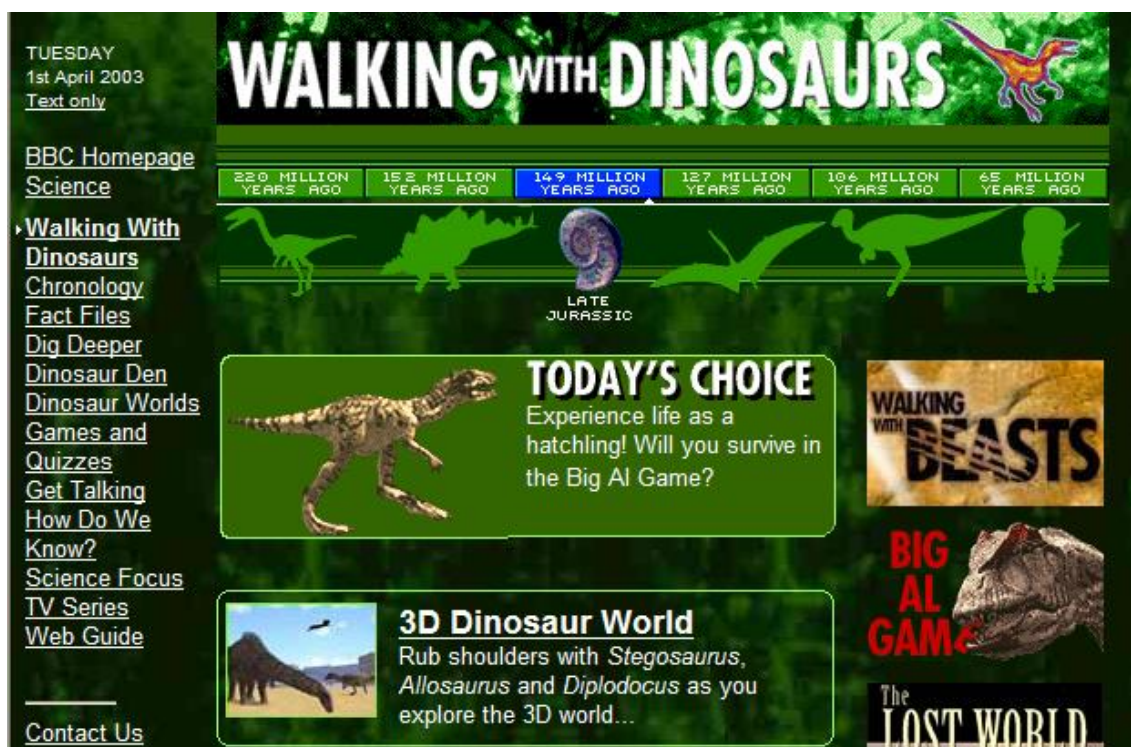 TUESDAY
1st April 2003
Text only
BBC Homepage
Science
Walking With
Dinosaurs
Chronology
Fact Files
Dig Deeper
Dinosaur Den
Dinosaur Worlds
Games and
Quizzes
Get Talking
How Do We
Know?
Science Focus
TV Series
Web Guide
Contact Us
WALKING WITH DINOSAURS
220 MILLION
YEARS AGO
152 MILLION
YEARS AGO
149 MILLION
YEARS AGO
127 MILLION
YEARS AGO
106 MILLION
YEARS AGO
65 MILLION
YEARS AGO
LATE
JURASSIC
TODAY'S CHOICE
Experience life as a
hatchling! Will you survive in
the Big Al Game?
3D Dinosaur World
Rub shoulders with Stegosaurus,
Allosaurus and Diplodocus as you
explore the 3D world...
WALKING
WITH
BEASTS
BIG
AL
GAME
The
LOST WORLD